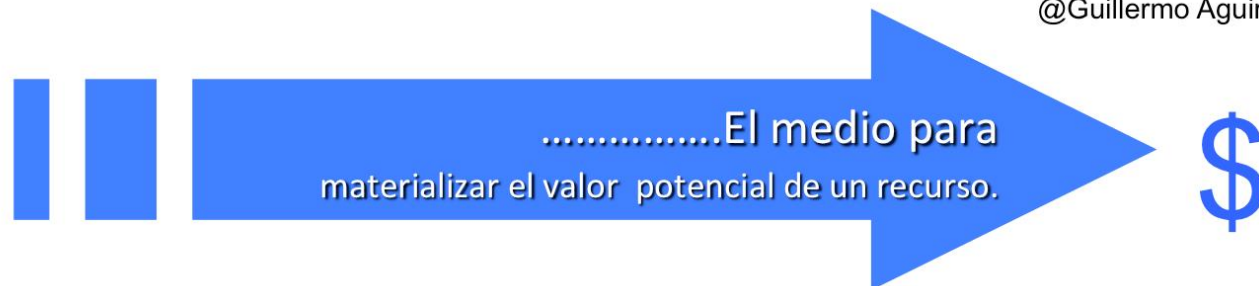 @Guillermo Agui
................El medio para
materializar el valor potencial de un recurso.
$